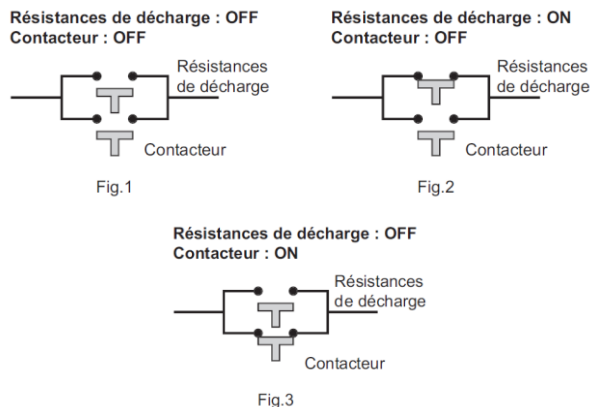 Résistances de décharge : OFF
Contacteur : OFF
Résistances
de décharge
Contacteur
Fig.1
Résistances de décharge : ON
Contacteur : OFF
Résistances
de décharge
Contacteur
Fig.2
Résistances de décharge : OFF
Contacteur : ON
Résistances
de décharge
Contacteur
Fig.3